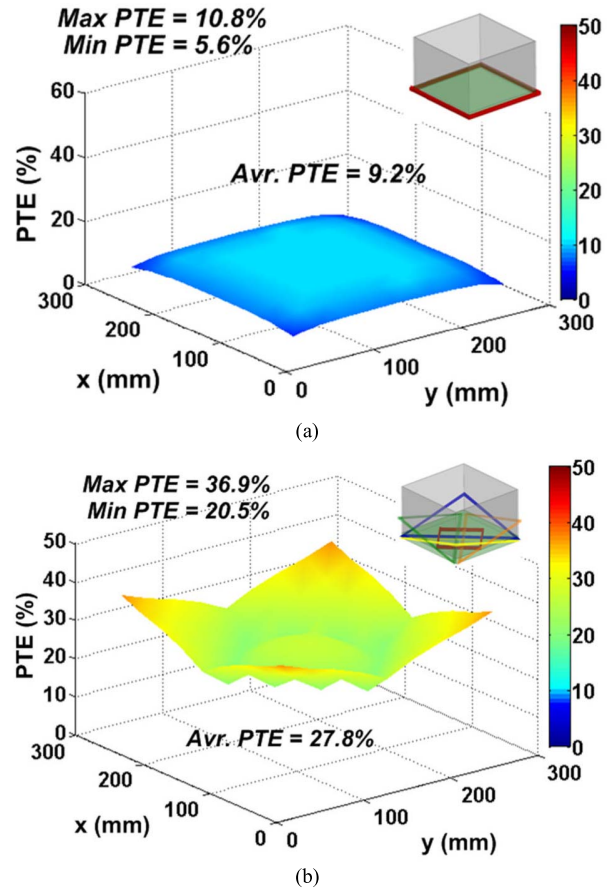 Max PTE = 10.8%
Min PTE = 5.6%
Avr. PTE = 9.2%
PTE (%)
60
40
20
0
300
200
100
0
x (mm)
0
100
200
300
y (mm)
50
40
30
20
10
0
(a)
Max PTE = 36.9%
Min PTE = 20.5%
Avr. PTE = 27.8%
PTE (%)
50
40
30
20
10
0
300
200
100
0
x (mm)
0
100
200
300
y (mm)
50
40
30
20
10
0
(b)